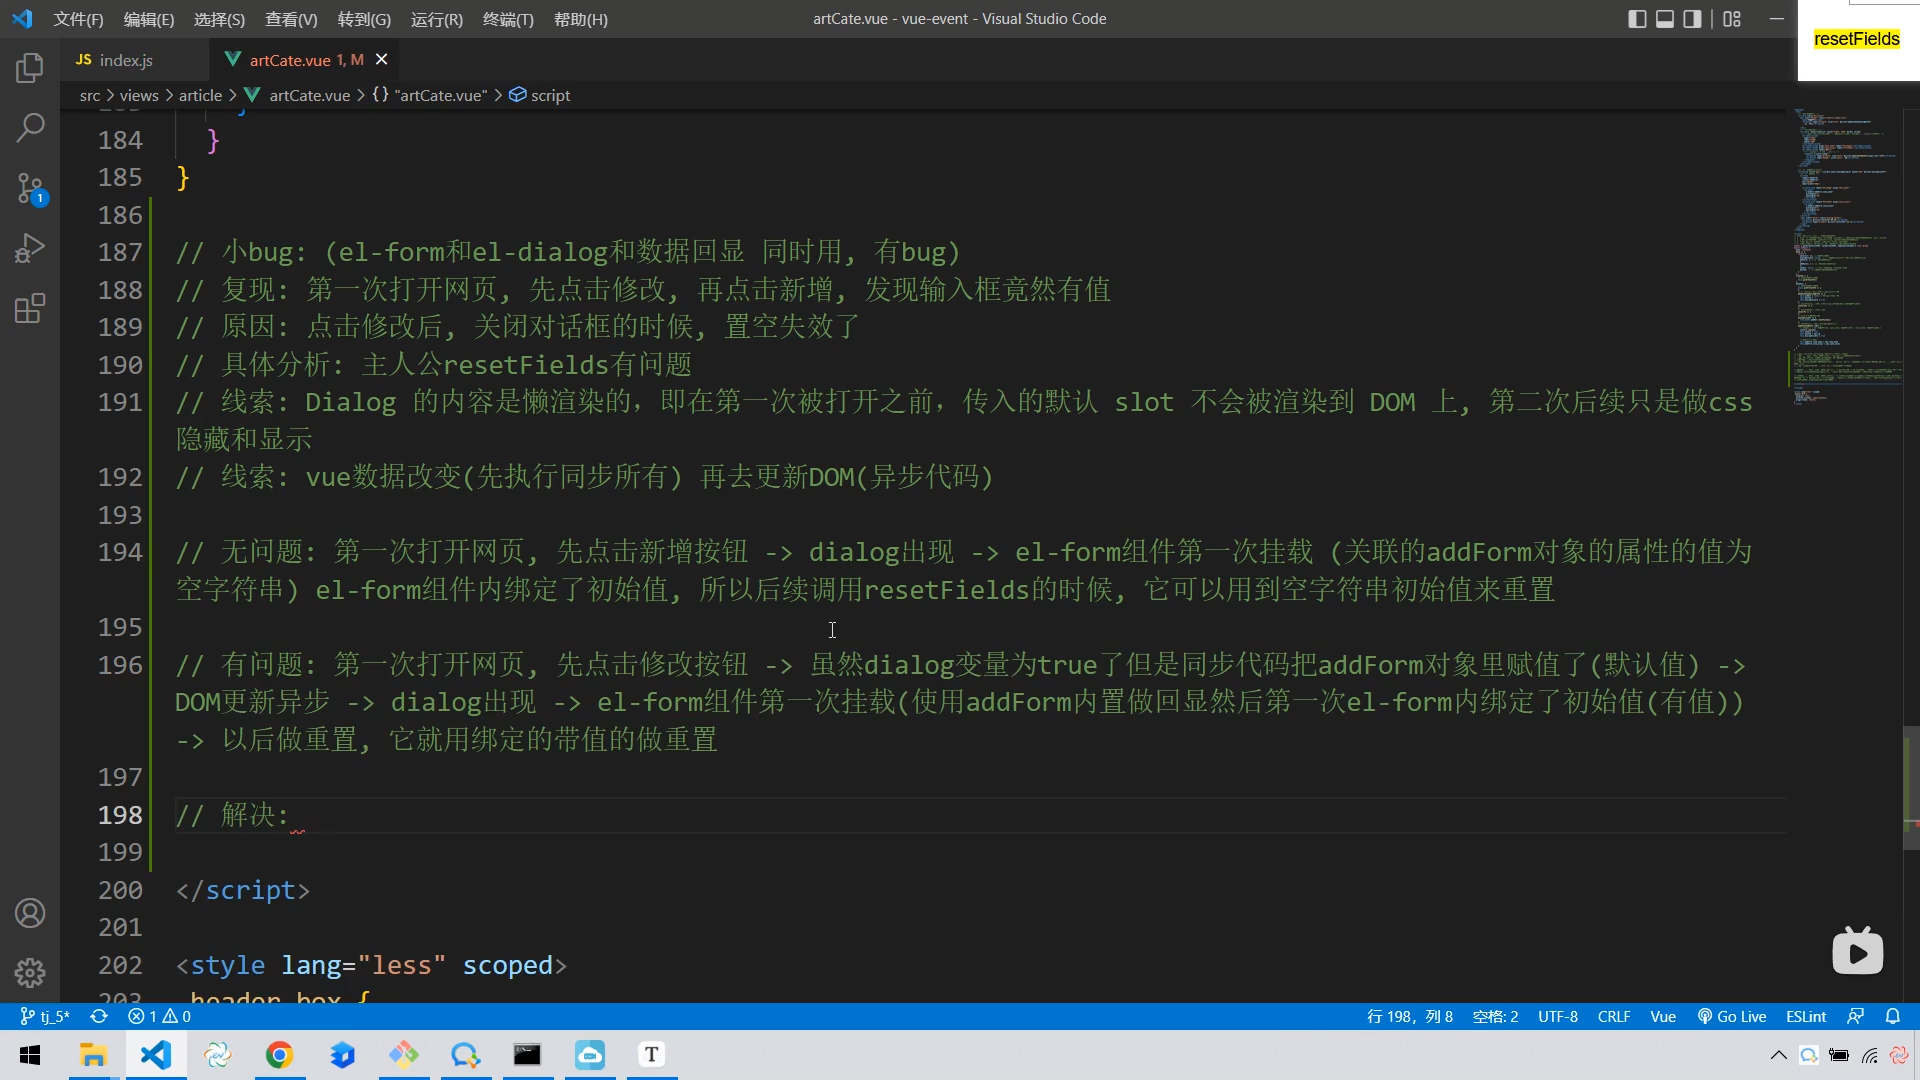 文件(F) 编辑(E) 选择(S) 查看(V) 转到(G) 运行(R) 终端(T) 帮助(H) artCate.vue - vue-event - Visual Studio Code
resetFields
JS index.js artCate.vue 1, M
src > views > article > artCate.vue > {} "artCate.vue" > script
184 }
185 }
186
187 // 小bug: (el-form和el-dialog和数据回显 同时用, 有bug)
188 // 复现: 第一次打开网页, 先点击修改, 再点击新增, 发现输入框竟然有值
189 // 原因: 点击修改后, 关闭对话框的时候, 置空失效了
190 // 具体分析: 主人公resetFields有问题
191 // 线索: Dialog 的内容是懒渲染的, 即在第一次被打开之前, 传入的默认 slot 不会被渲染到 DOM 上, 第二次后续只是做css
隐藏和显示
192 // 线索: vue数据改变(先执行同步所有) 再去更新DOM(异步代码)
193
194 // 无问题: 第一次打开网页, 先点击新增按钮 -> dialog出现 -> el-form组件第一次挂载 (关联的addForm对象的属性的值为
空字符串) el-form组件内绑定了初始值, 所以后续调用resetFields的时候, 它可以用到空字符串初始值来重置
195
196 // 有问题: 第一次打开网页, 先点击修改按钮 -> 虽然dialog变量为true了但是同步代码把addForm对象里赋值了(默认值) ->
DOM更新异步 -> dialog出现 -> el-form组件第一次挂载(使用addForm内置做回显然后第一次el-form内绑定了初始值(有值))
-> 以后做重置, 它就用绑定的带值的做重置
197
198 // 解决:
199
200 </script>
201
202 <style lang="less" scoped>
203 .header-box {
tj_5* 1 0 行 198, 列 8 空格: 2 UTF-8 CRLF Vue Go Live ESLint
T